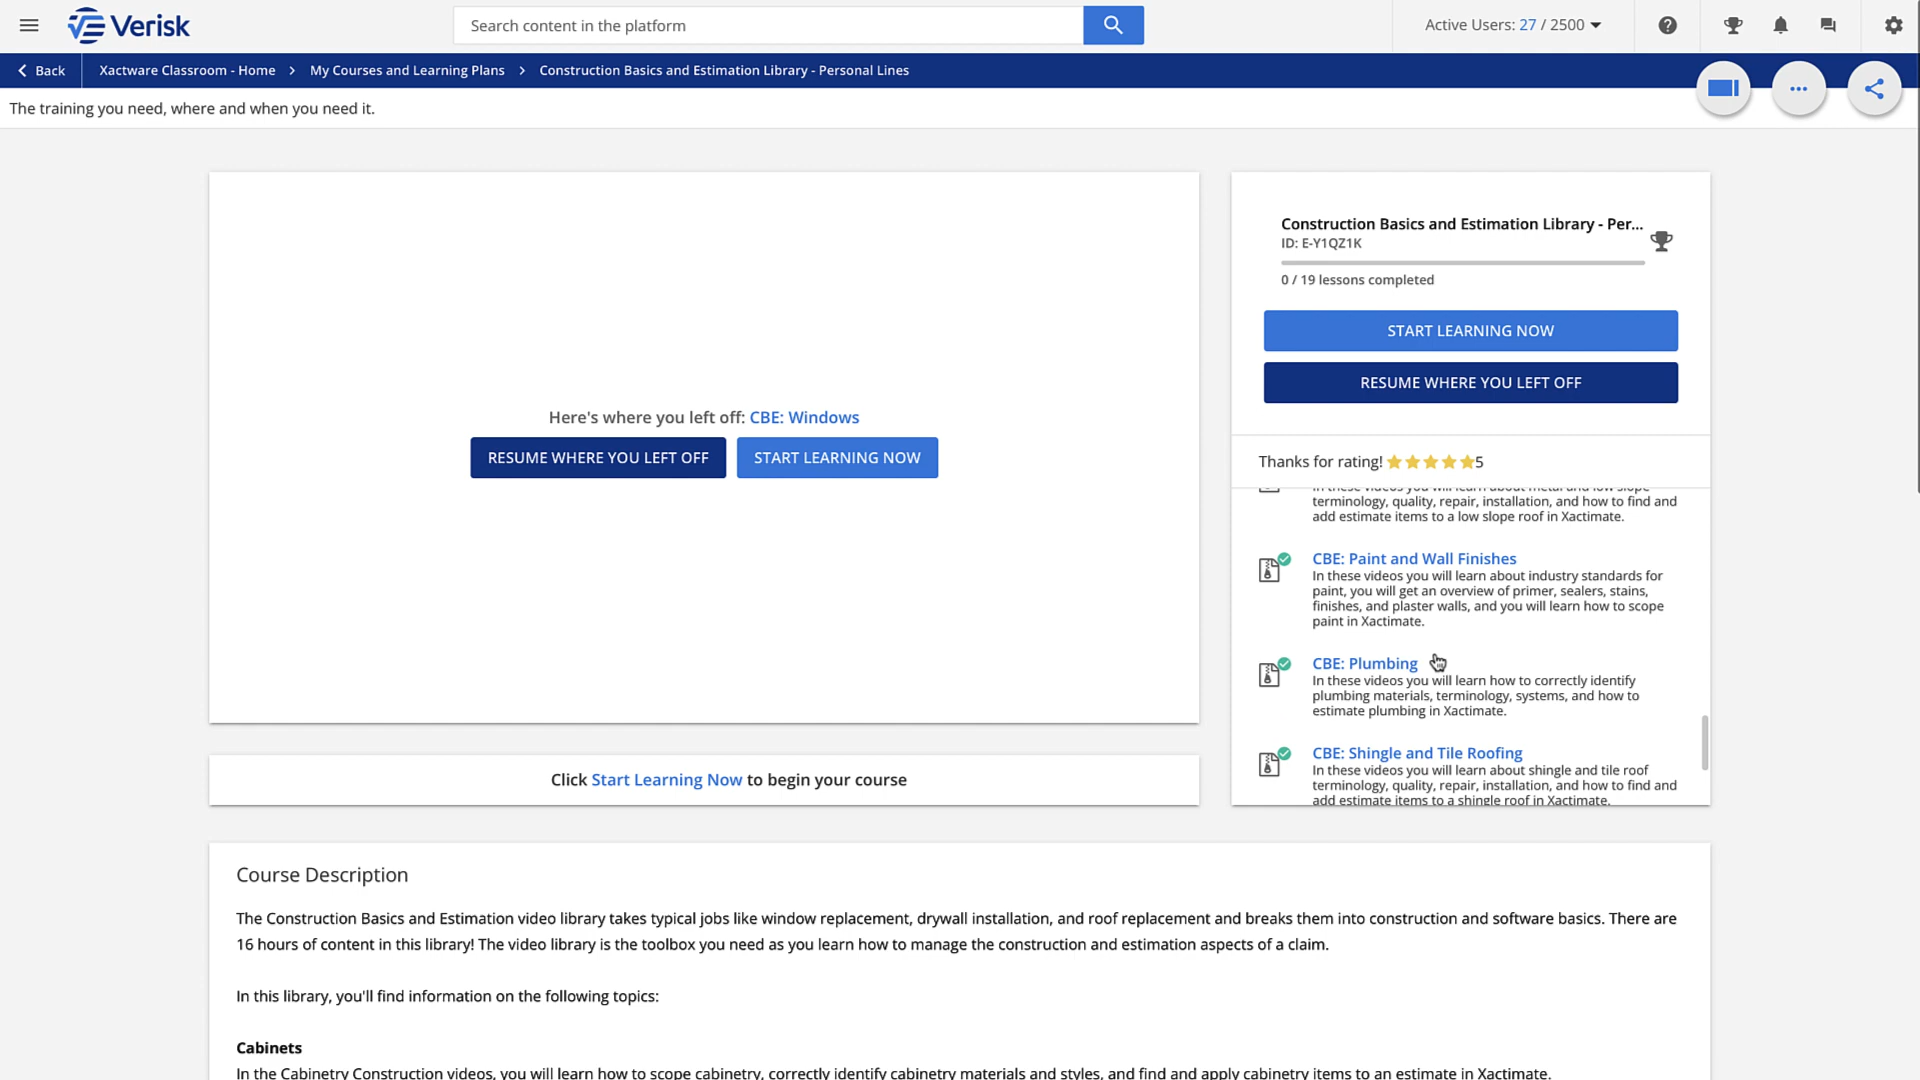 Verisk
Search content in the platform
Active Users: 27 / 2500
Back
Xactware Classroom - Home
My Courses and Learning Plans
Construction Basics and Estimation Library - Personal Lines
The training you need, where and when you need it.
Here's where you left off: CBE: Windows
RESUME WHERE YOU LEFT OFF
START LEARNING NOW
Click Start Learning Now to begin your course
Construction Basics and Estimation Library - Per...
ID: E-Y1QZ1K
0 / 19 lessons completed
START LEARNING NOW
RESUME WHERE YOU LEFT OFF
Thanks for rating! 5
In these videos you will learn about metal and low slope
terminology, quality, repair, installation, and how to find and
add estimate items to a low slope roof in Xactimate.
CBE: Paint and Wall Finishes
In these videos you will learn about industry standards for
paint, you will get an overview of primer, sealers, stains,
finishes, and plaster walls, and you will learn how to scope
paint in Xactimate.
CBE: Plumbing
In these videos you will learn how to correctly identify
plumbing materials, terminology, systems, and how to
estimate plumbing in Xactimate.
CBE: Shingle and Tile Roofing
In these videos you will learn about shingle and tile roof
terminology, quality, repair, installation, and how to find and
add estimate items to a shingle roof in Xactimate.
Course Description
The Construction Basics and Estimation video library takes typical jobs like window replacement, drywall installation, and roof replacement and breaks them into construction and software basics. There are
16 hours of content in this library! The video library is the toolbox you need as you learn how to manage the construction and estimation aspects of a claim.
In this library, you'll find information on the following topics:
Cabinets
In the Cabinetry Construction videos, you will learn how to scope cabinetry, correctly identify cabinetry materials and styles, and find and apply cabinetry items to an estimate in Xactimate.